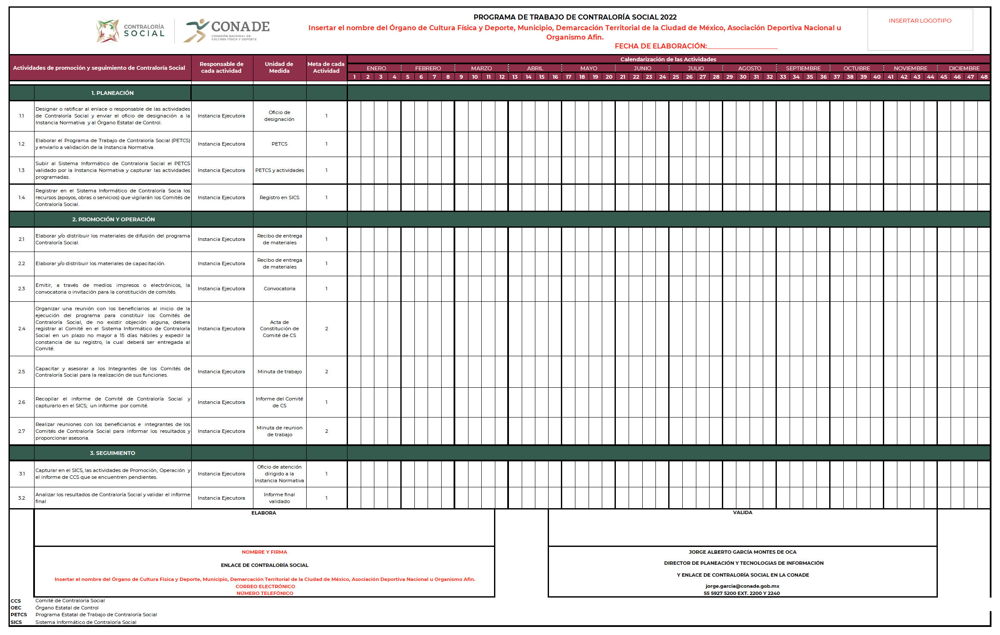 CONTRALORÍA
SOCIAL
CONADE
COMISIÓN NACIONAL DE
CULTURA FÍSICA Y DEPORTE
PROGRAMA DE TRABAJO DE CONTRALORÍA SOCIAL 2022
Insertar el nombre del Órgano de Cultura Física y Deporte, Municipio, Demarcación Territorial de la Ciudad de México, Asociación Deportiva Nacional u
Organismo Afin.
FECHA DE ELABORACIÓN:____________________
INSERTAR LOGOTIPO
Actividades de promoción y seguimiento de Contraloría Social
Responsable de
cada actividad
Unidad de
Medida
Meta de cada
Actividad
Calendarización de las Actividades
ENERO FEBRERO MARZO ABRIL MAYO JUNIO JULIO AGOSTO SEPTIEMBRE OCTUBRE NOVIEMBRE DICIEMBRE
1 2 3 4 5 6 7 8 9 10 11 12 13 14 15 16 17 18 19 20 21 22 23 24 25 26 27 28 29 30 31 32 33 34 35 36 37 38 39 40 41 42 43 44 45 46 47 48
1. PLANEACIÓN
1.1
Designar o ratificar al enlace o responsable de las actividades
de Contraloría Social y enviar el oficio de designación a la
Instancia Normativa y al Órgano Estatal de Control.
Instancia Ejecutora
Oficio de
designación
1
1.2
Elaborar el Programa de Trabajo de Contraloría Social (PETCS)
y enviarlo a validación de la Instancia Normativa.
Instancia Ejecutora
PETCS
1
1.3
Subir al Sistema Informático de Contraloria Social el PETCS
validado por la Instancia Normativa y capturar las actividades
programadas.
Instancia Ejecutora
PETCS y actividades
1
1.4
Registrar en el Sistema Informático de Contraloría Socia los
recursos (apoyos, obras o servicios) que vigilarán los Comités de
Contraloría Social.
Instancia Ejecutora
Registro en SICS
1
2. PROMOCIÓN Y OPERACIÓN
2.1
Elaborar y/o distribuir los materiales de difusión del programa
Contraloría Social.
Instancia Ejecutora
Recibo de entrega
de materiales
1
2.2
Elaborar y/o distribuir los materiales de capacitación.
Instancia Ejecutora
Recibo de entrega
de materiales
1
2.3
Emitir, a través de medios impresos o electrónicos, la
convocatoria o invitación para la constitución de comités.
Instancia Ejecutora
Convocatoria
1
2.4
Organizar una reunión con los beneficiarios al inicio de la
ejecución del programa para constituir los Comités de
Contraloría Social, de no existir objeción alguna, debera
registrar al Comité en el Sistema Informático de Contraloría
Social en un plazo no mayor a 15 días hábiles y expedir la
constancia de su registro, la cual deberá ser entregada al
Comité.
Instancia Ejecutora
Acta de
Constitución de
Comité de CS
2
2.5
Capacitar y asesorar a los Integrantes de los Comités de
Contraloría Social para la realización de sus funciones.
Instancia Ejecutora
Minuta de trabajo
2
2.6
Recopilar el informe de Comité de Contraloría Social y
capturarlo en el SICS; un informe por comité.
Instancia Ejecutora
Informe del Comité
de CS
1
2.7
Realizar reuniones con los beneficiarios e integrantes de los
Comités de Contraloría Social para informar los resultados y
proporcionar asesoria.
Instancia Ejecutora
Minuta de reunion
de trabajo
2
3. SEGUIMIENTO
3.1
Capturar en el SICS, las actividades de Promoción, Operación y
el informe de CCS que se encuentren pendientes.
Instancia Ejecutora
Oficio de atención
dirigido a la
Instancia Normativa
1
3.2
Analizar los resultados de Contraloría Social y validar el informe
final
Instancia Ejecutora
Informe final
validado
1
ELABORA
NOMBRE Y FIRMA
ENLACE DE CONTRALORÍA SOCIAL
Insertar el nombre del Órgano de Cultura Física y Deporte, Municipio, Demarcación Territorial de la Ciudad de México, Asociación Deportiva Nacional u Organismo Afin.
CORREO ELECTRÓNICO
NÚMERO TELEFÓNICO
VALIDA
JORGE ALBERTO GARCÍA MONTES DE OCA
DIRECTOR DE PLANEACIÓN Y TECNOLOGIAS DE INFORMACIÓN
Y ENLACE DE CONTRALORÍA SOCIAL EN LA CONADE
jorge.garcia@conade.gob.mx
55 5927 5200 EXT. 2200 Y 2240
CCS Comité de Contraloría Social
OEC Órgano Estatal de Control
PETCS Programa Estatal de Trabajo de Contraloría Social
SICS Sistema Informático de Contraloría Social